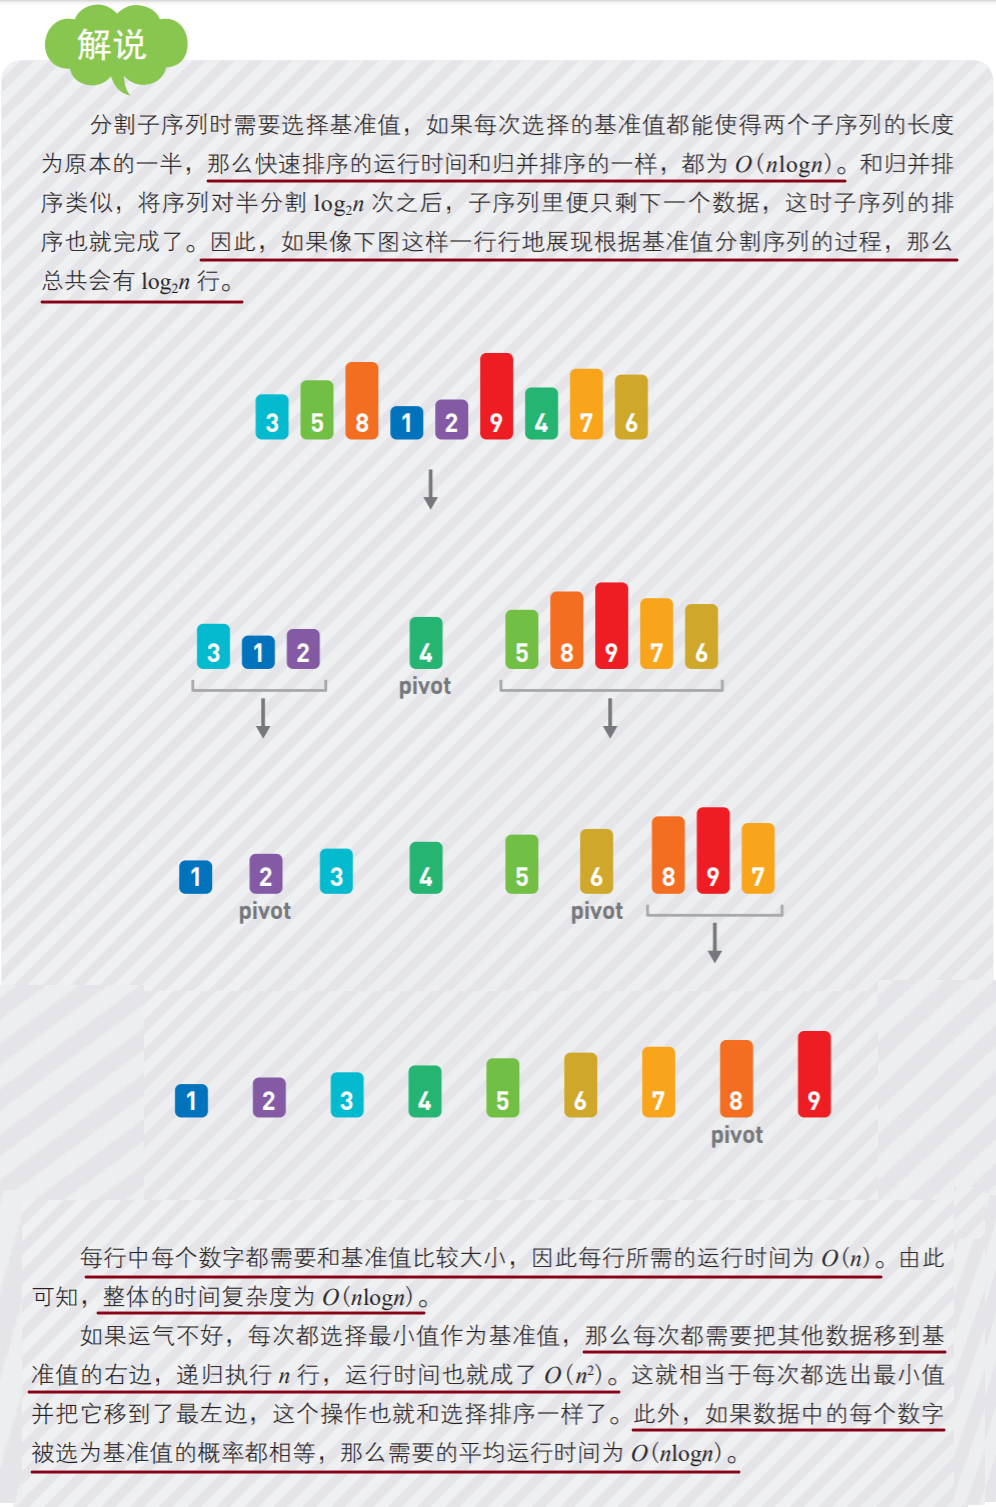 解说
分割子序列时需要选择基准值，如果每次选择的基准值都能使得两个子序列的长度
为原本的一半，那么快速排序的运行时间和归并排序的一样，都为 O(nlogn)。和归并排
序类似，将序列对半分割 log₂n 次之后，子序列里便只剩下一个数据，这时子序列的排
序也就完成了。因此，如果像下图这样一行行地展现根据基准值分割序列的过程，那么
总共会有 log₂n 行。
3 5 8 1 2 9 4 7 6
3 1 2 4 5 8 9 7 6
pivot
1 2 3 4 5 6 8 9 7
pivot pivot
1 2 3 4 5 6 7 8 9
pivot
每行中每个数字都需要和基准值比较大小，因此每行所需的运行时间为 O(n)。由此
可知，整体的时间复杂度为 O(nlogn)。
如果运气不好，每次都选择最小值作为基准值，那么每次都需要把其他数据移到基
准值的右边，递归执行 n 行，运行时间也就成了 O(n²)。这就相当于每次都选出最小值
并把它移到了最左边，这个操作也就和选择排序一样了。此外，如果数据中的每个数字
被选为基准值的概率都相等，那么需要的平均运行时间为 O(nlogn)。